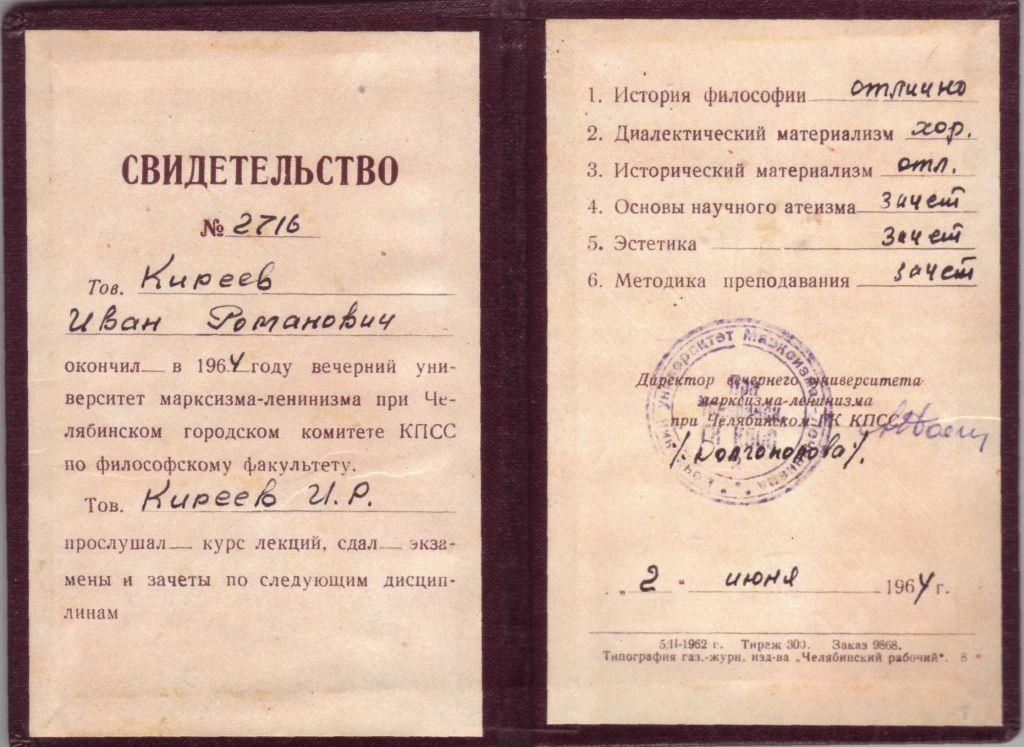 СВИДЕТЕЛЬСТВО
№ 2716
Тов. Киреев
Иван Романович
окончил в 1964 году вечерний уни-
верситет марксизма-ленинизма при Че-
лябинском городском комитете КПСС
по философскому факультету.
Тов. Киреев И.Р.
прослушал курс лекций, сдал экза-
мены и зачеты по следующим дисцип-
линам
1. История философии отлично
2. Диалектический материализм хор.
3. Исторический материализм отл.
4. Основы научного атеизма зачет
5. Эстетика зачет
6. Методика преподавания зачет
Университет Марксизма-Ленинизма
При
Директор вечернего университета
марксизма-ленинизма
при Челябинском ГК КПСС
„2" июня 1964 г.
5/II-1962 г. Тираж 300. Заказ 9868.
Типография газ.-журн. изд-ва „Челябинский рабочий".